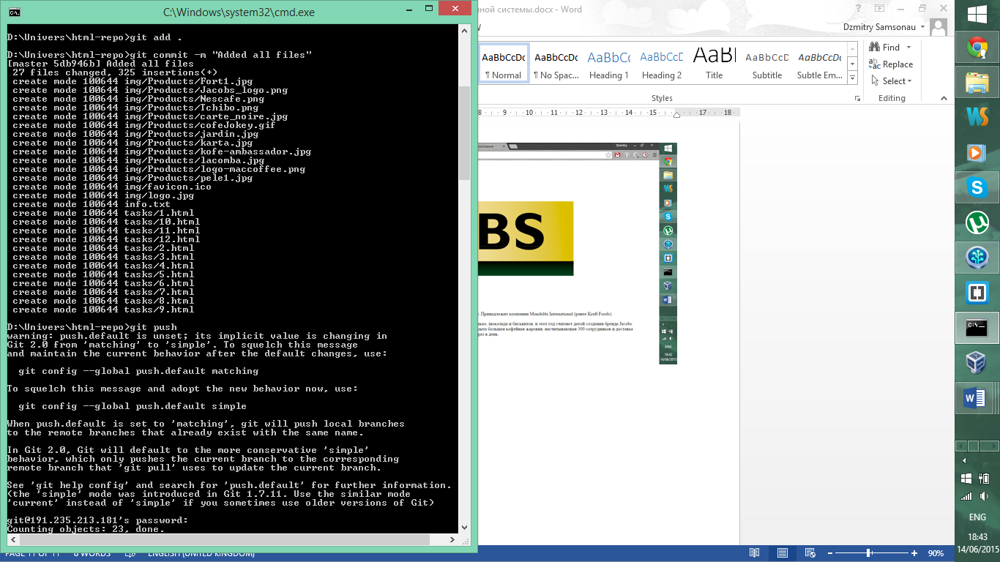 C:\Windows\system32\cmd.exe
D:\Univers\html-repo>git add .
D:\Univers\html-repo>git commit -m "Added all files"
[master 5db946b] Added all files
27 files changed, 325 insertions(+)
create mode 100644 img/Products/Fort1.jpg
create mode 100644 img/Products/Jacobs_logo.png
create mode 100644 img/Products/Nescafe.png
create mode 100644 img/Products/Tchibo.png
create mode 100644 img/Products/carte_noire.jpg
create mode 100644 img/Products/cofeJokey.gif
create mode 100644 img/Products/jardin.jpg
create mode 100644 img/Products/karta.jpg
create mode 100644 img/Products/kofe-ambassador.jpg
create mode 100644 img/Products/lacomba.jpg
create mode 100644 img/Products/logo-maccoffee.png
create mode 100644 img/Products/pele1.jpg
create mode 100644 img/favicon.ico
create mode 100644 img/logo.jpg
create mode 100644 info.txt
create mode 100644 tasks/1.html
create mode 100644 tasks/10.html
create mode 100644 tasks/11.html
create mode 100644 tasks/12.html
create mode 100644 tasks/2.html
create mode 100644 tasks/3.html
create mode 100644 tasks/4.html
create mode 100644 tasks/5.html
create mode 100644 tasks/6.html
create mode 100644 tasks/7.html
create mode 100644 tasks/8.html
create mode 100644 tasks/9.html
D:\Univers\html-repo>git push
warning: push.default is unset; its implicit value is changing in
Git 2.0 from 'matching' to 'simple'. To squelch this message
and maintain the current behavior after the default changes, use:
git config --global push.default matching
To squelch this message and adopt the new behavior now, use:
git config --global push.default simple
When push.default is set to 'matching', git will push local branches
to the remote branches that already exist with the same name.
In Git 2.0, Git will default to the more conservative 'simple'
behavior, which only pushes the current branch to the corresponding
remote branch that 'git pull' uses to update the current branch.
See 'git help config' and search for 'push.default' for further information.
(the 'simple' mode was introduced in Git 1.7.11. Use the similar mode
'current' instead of 'simple' if you sometimes use older versions of Git)
git@191.235.213.181's password:
Counting objects: 23, done.
ной системы.docx - Word
Dzmitry Samsonau
AaBbCcDc AaBbCcDc AaBbCc AaBbCcD AaB AaBbCcD AaBbCcDc
¶ Normal ¶ No Spac... Heading 1 Heading 2 Title Subtitle Subtle Em...
Styles
Find
Replace
Select
Editing
8 9 10 11 12 13 14 15 17 18
Dzmitry
BS
Принадлежит компании Mondelēz International (ранее Kraft Foods).
шоколада и бисквитов, и этот год считают датой создания бренда Jacobs.
большая кофейная жаровня, насчитывающая 300 сотрудников и доставка
раз в день.
ENG
18:42
14/06/2015
PAGE 11 OF 11 8 WORDS ENGLISH (UNITED KINGDOM)
90%
WS
ENG
18:43
14/06/2015